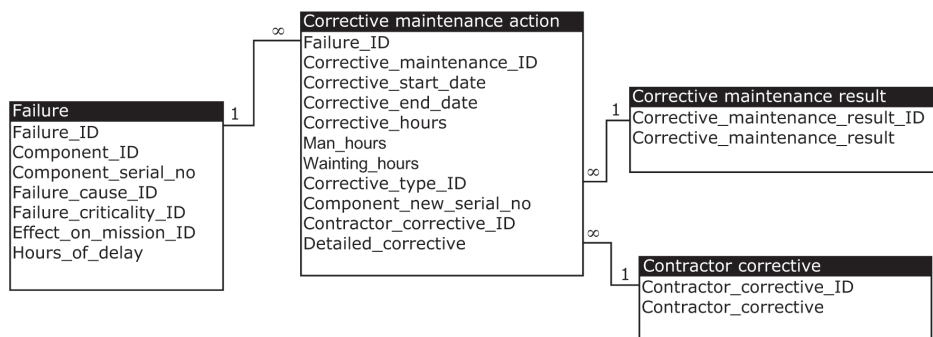 Failure
Failure_ID
Component_ID
Component_serial_no
Failure_cause_ID
Failure_criticality_ID
Effect_on_mission_ID
Hours_of_delay
1
∞
Corrective maintenance action
Failure_ID
Corrective_maintenance_ID
Corrective_start_date
Corrective_end_date
Corrective_hours
Man_hours
Wainting_hours
Corrective_type_ID
Component_new_serial_no
Contractor_corrective_ID
Detailed_corrective
∞
1
Corrective maintenance result
Corrective_maintenance_result_ID
Corrective_maintenance_result
∞
1
Contractor corrective
Contractor_corrective_ID
Contractor_corrective